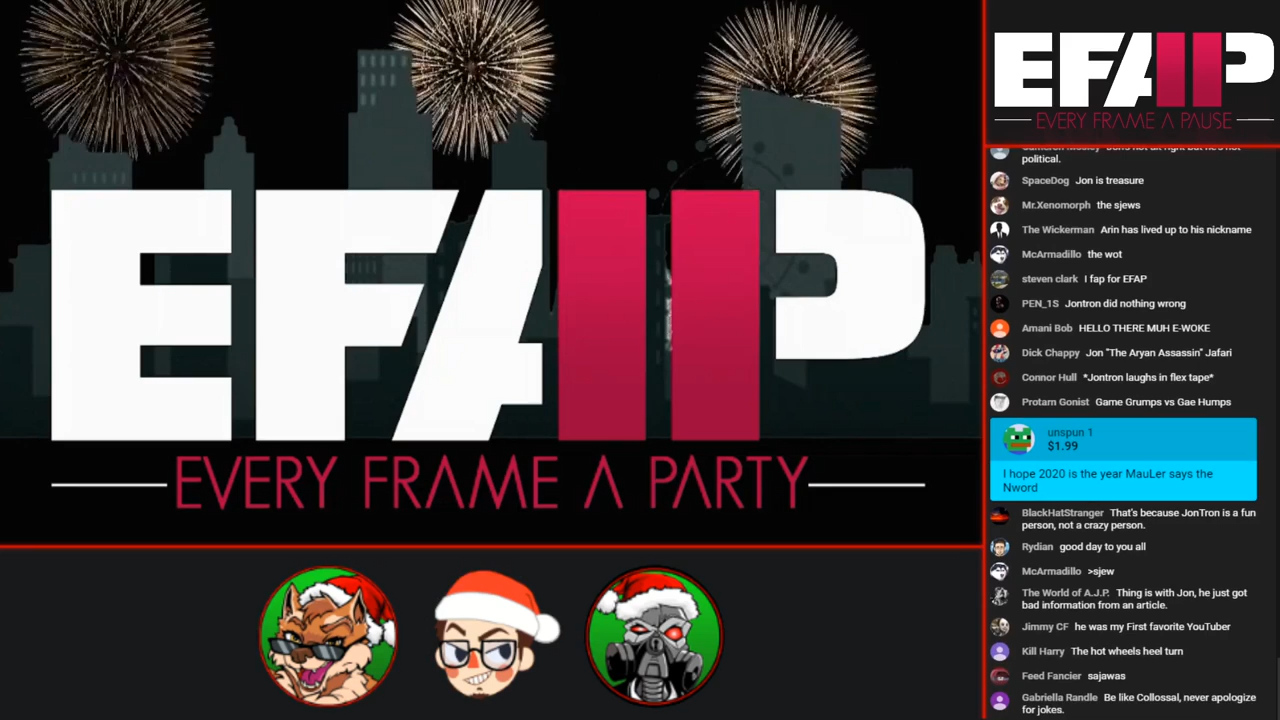 EFAP
EVERY FRAME A PARTY
EFAP
EVERY FRAME A PAUSE
political.
SpaceDog Jon is treasure
Mr.Xenomorph the sjews
The Wickerman Arin has lived up to his nickname
McArmadillo the wot
steven clark I fap for EFAP
PEN_1S Jontron did nothing wrong
Amani Bob HELLO THERE MUH E-WOKE
Dick Chappy Jon "The Aryan Assassin" Jafari
Connor Hull *Jontron laughs in flex tape*
Protarn Gonist Game Grumps vs Gae Humps
unspun 1
$1.99
I hope 2020 is the year MauLer says the
Nword
BlackHatStranger That's because JonTron is a fun
person, not a crazy person.
Rydian good day to you all
McArmadillo >sjew
The World of A.J.P. Thing is with Jon, he just got
bad information from an article.
Jimmy CF he was my First favorite YouTuber
Kill Harry The hot wheels heel turn
Feed Fancier sajawas
Gabriella Randle Be like Collossal, never apologize
for jokes.